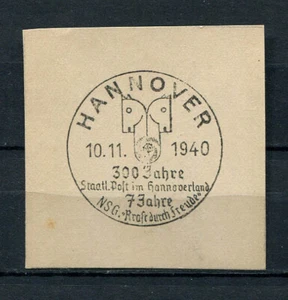 HANNOVER
10.11. 1940
300 Jahre
Staatl. Post im Hannoverland
7 Jahre
NSG. „Kraft durch Freude“